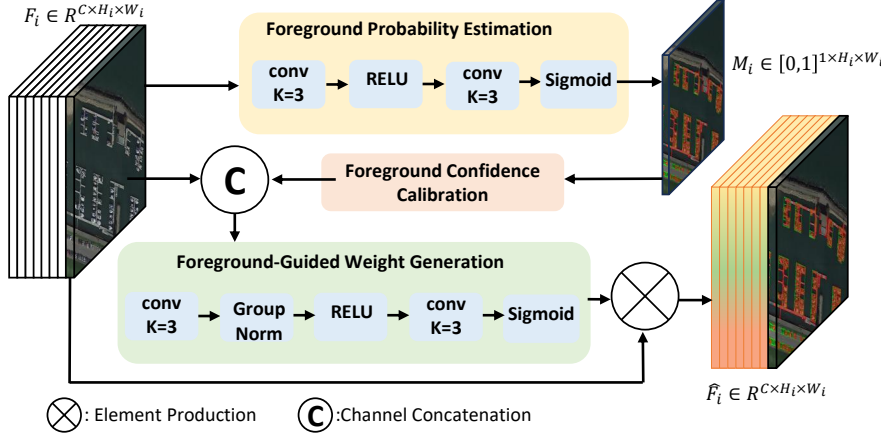 F_i ∈ R^{C×H_i×W_i}
Foreground Probability Estimation
conv
K=3
RELU
conv
K=3
Sigmoid
M_i ∈ [0,1]^{1×H_i×W_i}
C
Foreground Confidence
Calibration
Foreground-Guided Weight Generation
conv
K=3
Group
Norm
RELU
conv
K=3
Sigmoid
F̂_i ∈ R^{C×H_i×W_i}
: Element Production
C :Channel Concatenation